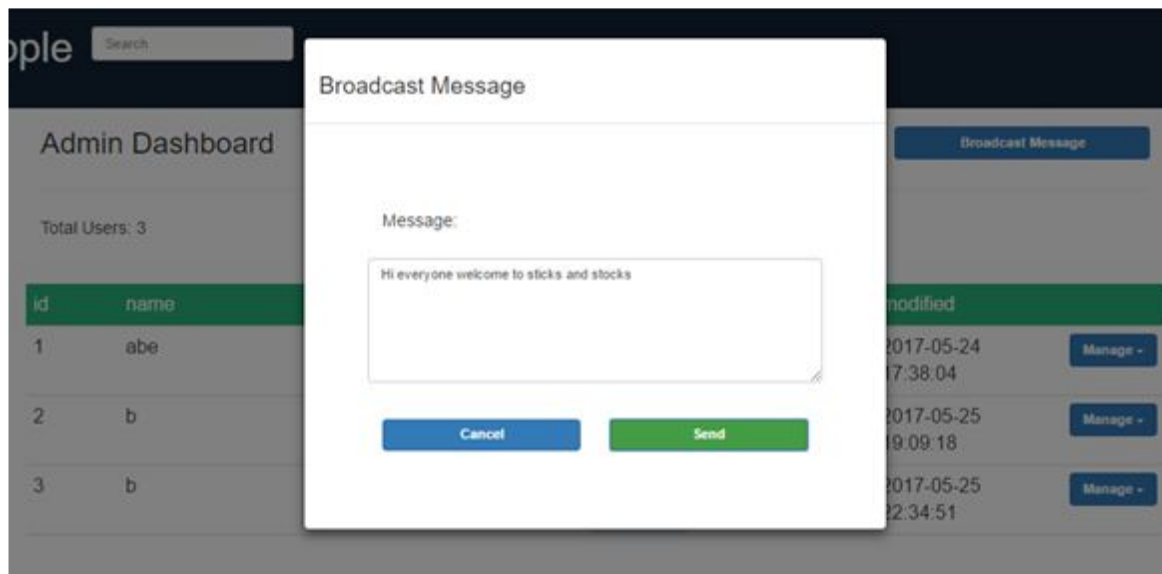 ople Search
Broadcast Message
Admin Dashboard
Broadcast Message
Total Users: 3
Message:
Hi everyone welcome to sticks and stocks
id name modified
1 abe 2017-05-24 Manage
17:38:04
Cancel Send
2 b 2017-05-25 Manage
19:09:18
3 b 2017-05-25 Manage
22:34:51